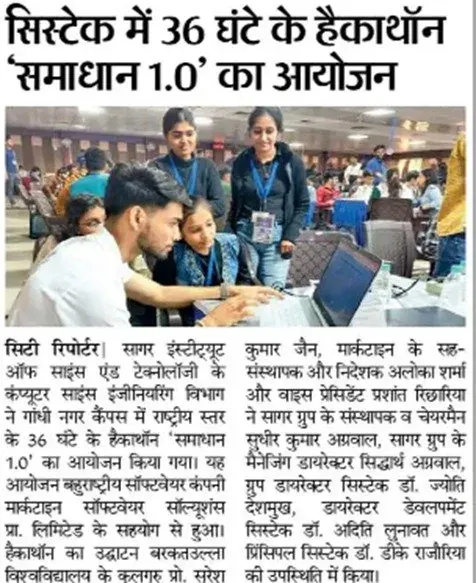 सिस्टेक में 36 घंटे के हैकाथॉन
‘समाधान 1.0’ का आयोजन
सिटी रिपोर्टर| सागर इंस्टीट्यूट
ऑफ साइंस एंड टेक्नोलॉजी के
कंप्यूटर साइंस इंजीनियरिंग विभाग
ने गांधी नगर कैंपस में राष्ट्रीय स्तर
के 36 घंटे के हैकाथॉन ‘समाधान
1.0’ का आयोजन किया गया। यह
आयोजन बहुराष्ट्रीय सॉफ्टवेयर कंपनी
मार्कटाइन सॉफ्टवेयर सॉल्यूशंस
प्रा. लिमिटेड के सहयोग से हुआ।
हैकाथॉन का उद्घाटन बरकतउल्ला
विश्वविद्यालय के कुलगुरु प्रो. सुरेश
कुमार जैन, मार्कटाइन के सह-
संस्थापक और निदेशक अलोका शर्मा
और वाइस प्रेसिडेंट प्रशांत रिछारिया
ने सागर ग्रुप के संस्थापक व चेयरमैन
सुधीर कुमार अग्रवाल, सागर ग्रुप के
मैनेजिंग डायरेक्टर सिद्धार्थ अग्रवाल,
ग्रुप डायरेक्टर सिस्टेक डॉ. ज्योति
देशमुख, डायरेक्टर डेवलपमेंट
सिस्टेक डॉ. अदिति लुनावत और
प्रिंसिपल सिस्टेक डॉ. डीके राजौरिया
की उपस्थिति में किया।